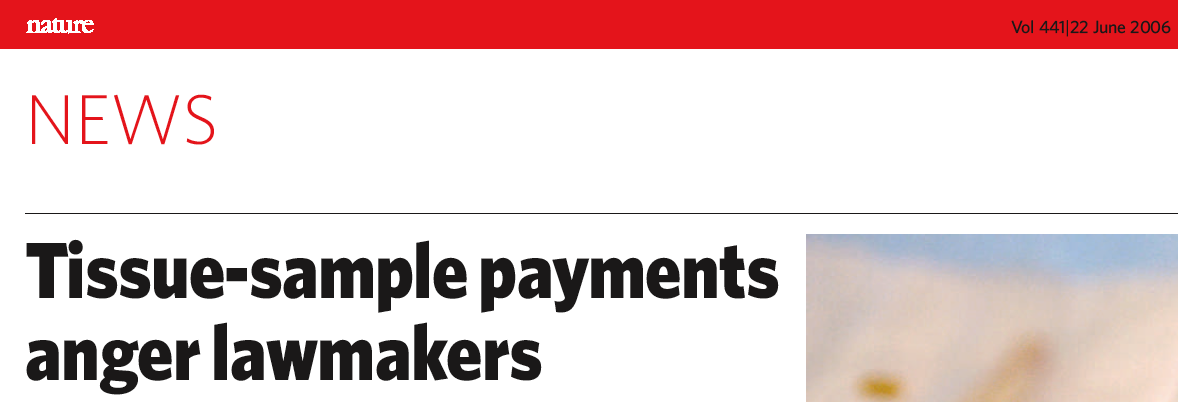 nature
Vol 441|22 June 2006
NEWS
Tissue-sample payments
anger lawmakers